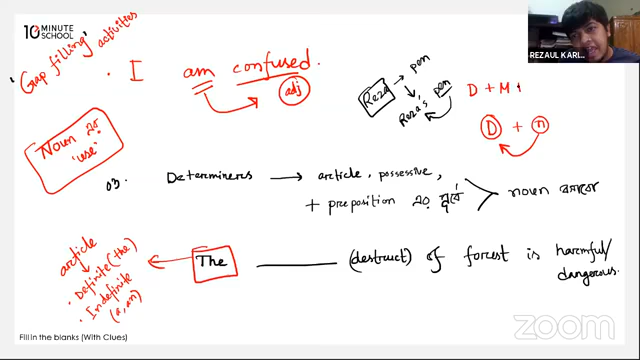 10 MINUTE SCHOOL
"Gap filling" activities
· I am confused.
adj
Reza → pen
Reza's pen
D + M +
D + n
Noun এর 'use'
03. Determiners → article, possessive,
+ preposition এর পূর্বে
noun
The ______ (destruct) of forest is harmful/
dangerous.
article
· Definite (the)
· Indefinite
(a, an)
Fill in the blanks (With Clues)
REZAUL KARI..
zoom